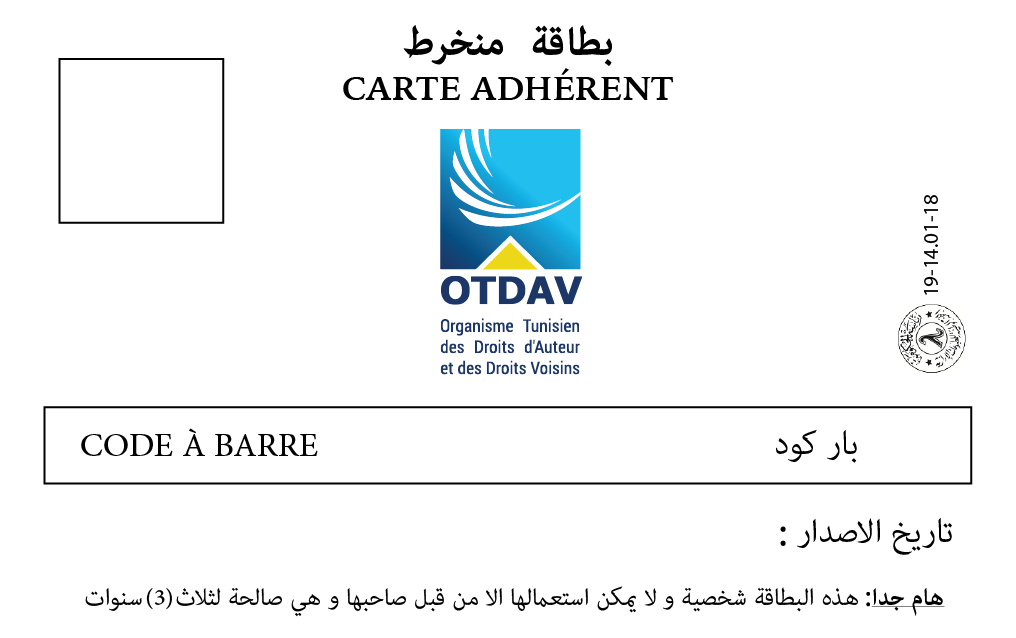 بطاقة منخرط
CARTE ADHÉRENT
OTDAV
Organisme Tunisien
des Droits d'Auteur
et des Droits Voisins
19-14.01-18
CODE À BARRE
بار كود
تاريخ الاصدار :
هام جدا: هذه البطاقة شخصية و لا يمكن استعمالها الا من قبل صاحبها و هي صالحة لثلاث(3) سنوات